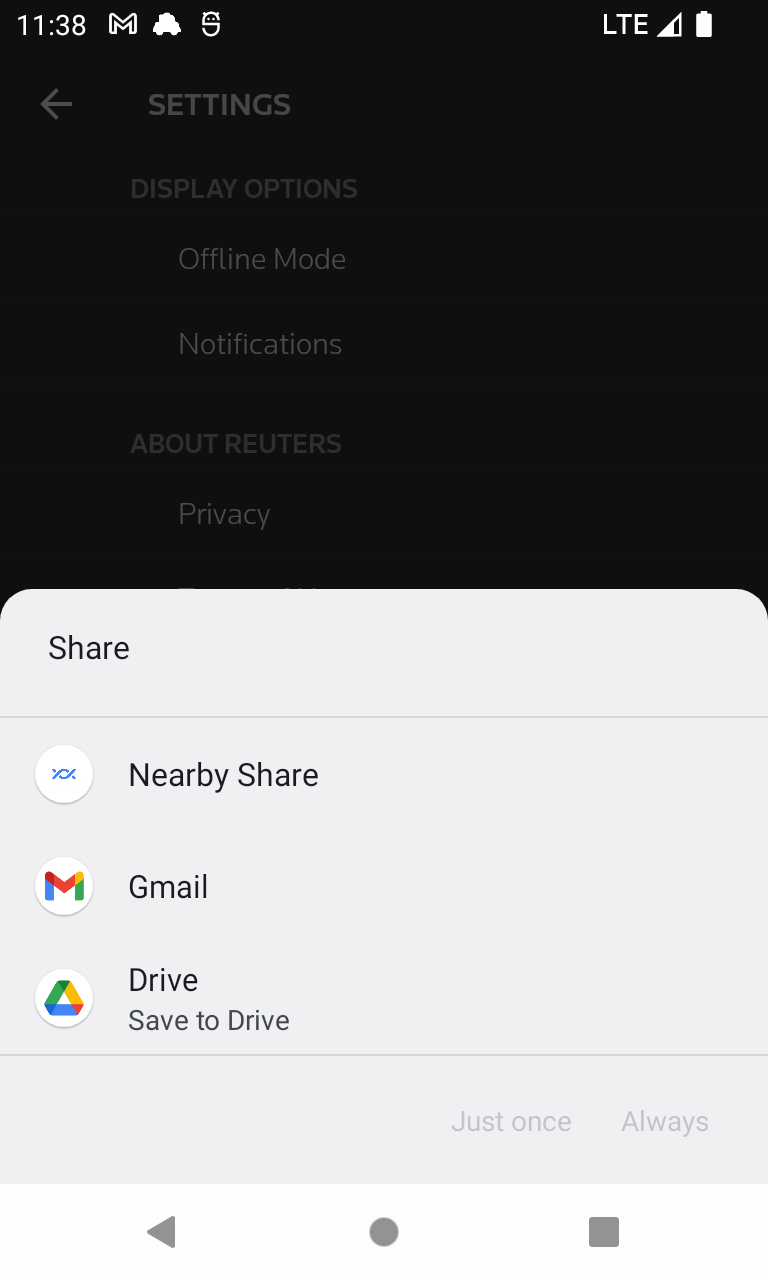 11:38
LTE
SETTINGS
DISPLAY OPTIONS
Offline Mode
Notifications
ABOUT REUTERS
Privacy
Share
Nearby Share
Gmail
Drive
Save to Drive
Just once
Always